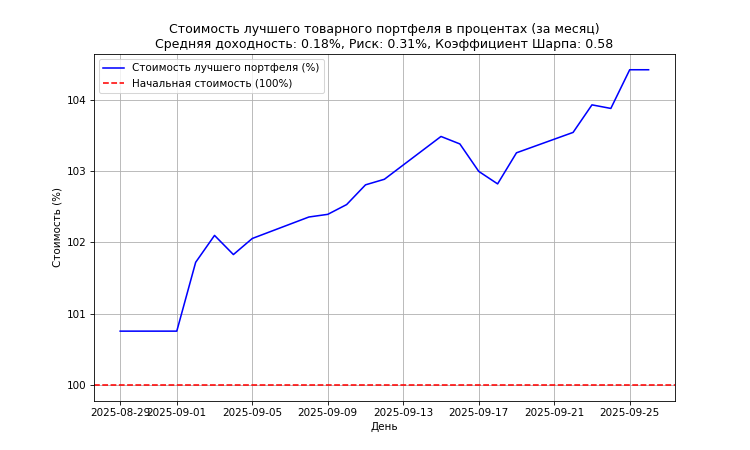 Стоимость лучшего товарного портфеля в процентах (за месяц)
Средняя доходность: 0.18%, Риск: 0.31%, Коэффициент Шарпа: 0.58
Стоимость лучшего портфеля (%)
Начальная стоимость (100%)
Стоимость (%)
104
103
102
101
100
2025-08-29
2025-09-01
2025-09-05
2025-09-09
2025-09-13
2025-09-17
2025-09-21
2025-09-25
День